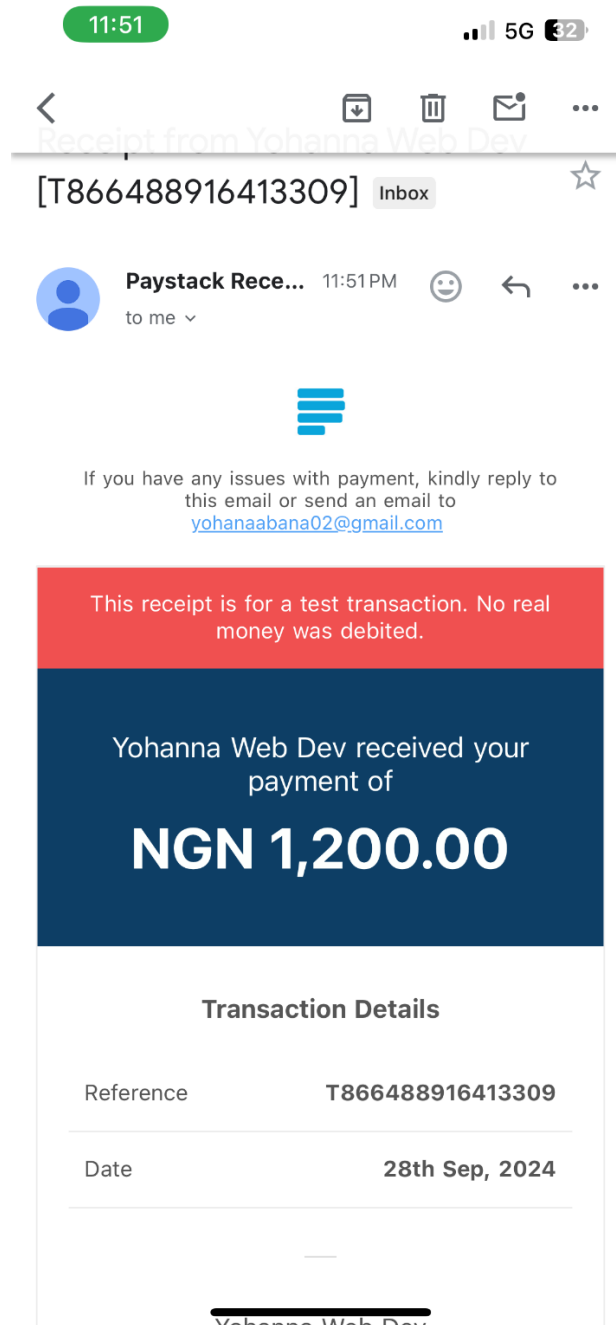 11:51
5G 32
Receipt from Yohanna Web Dev
[T866488916413309] Inbox
Paystack Rece... 11:51 PM
to me
If you have any issues with payment, kindly reply to
this email or send an email to
yohanaabana02@gmail.com
This receipt is for a test transaction. No real
money was debited.
Yohanna Web Dev received your
payment of
NGN 1,200.00
Transaction Details
Reference T866488916413309
Date 28th Sep, 2024
Yohanna Web Dev